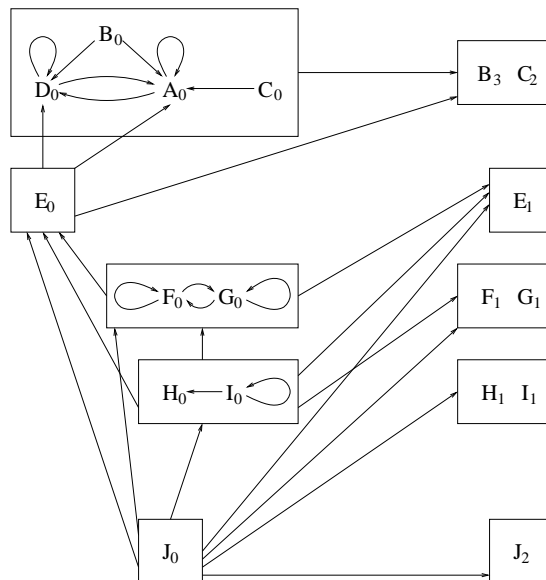 B₀
D₀ A₀ C₀
B₃ C₂
E₀ E₁
F₀ G₀ F₁ G₁
H₀ I₀ H₁ I₁
J₀ J₂